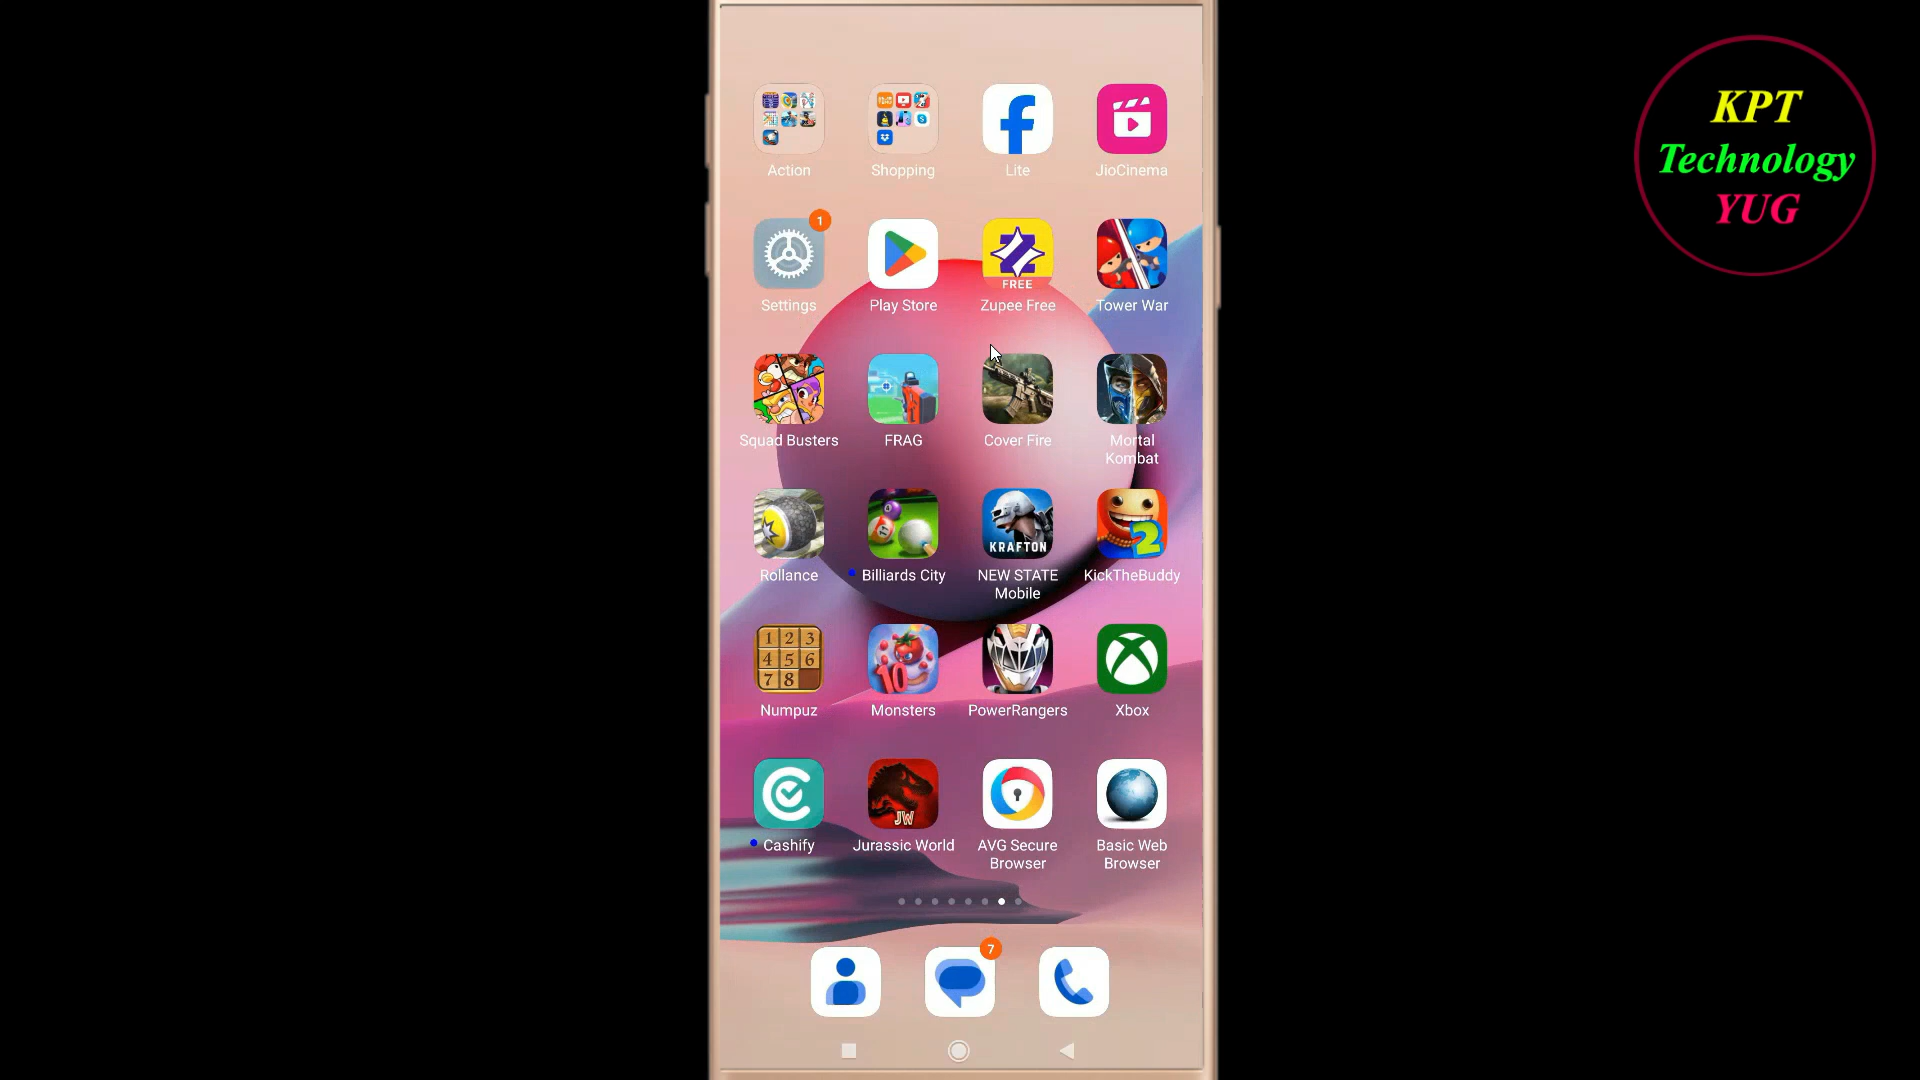 KPT
Technology
YUG
Action
Shopping
Lite
JioCinema
1
Settings
Play Store
FREE
Zupee Free
Tower War
Squad Busters
FRAG
Cover Fire
Mortal
Kombat
Rollance
Billiards City
KRAFTON
NEW STATE
Mobile
2
KickTheBuddy
1 2 3
4 5 6
7 8
Numpuz
10
Monsters
PowerRangers
Xbox
Cashify
JW
Jurassic World
AVG Secure
Browser
Basic Web
Browser
7